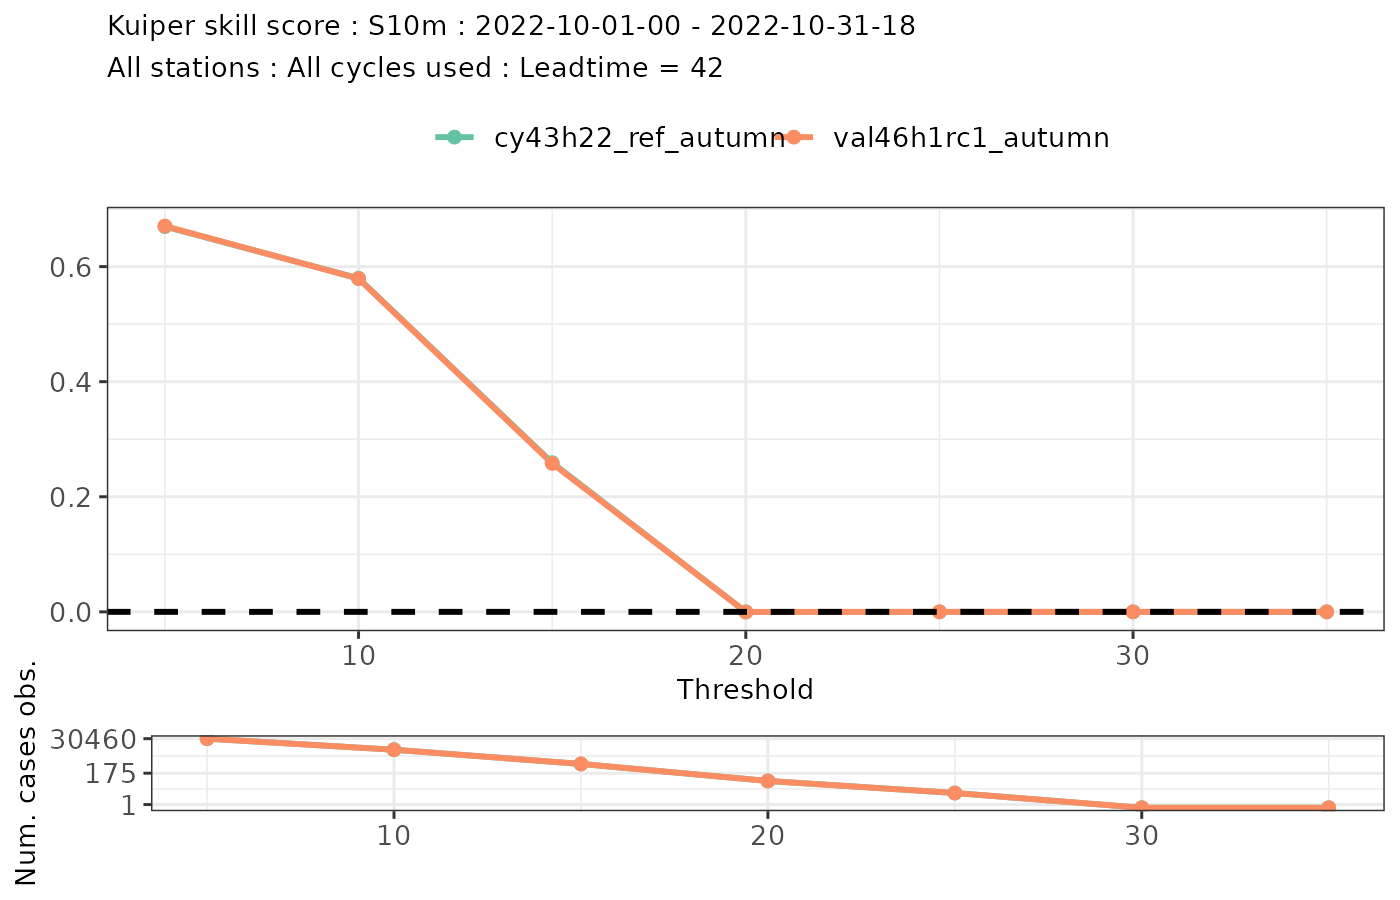 Kuiper skill score : S10m : 2022-10-01-00 - 2022-10-31-18
All stations : All cycles used : Leadtime = 42
cy43h22_ref_autumn val46h1rc1_autumn
0.6
0.4
0.2
0.0
10 20 30
Threshold
Num. cases obs.
30460
175
1
10 20 30